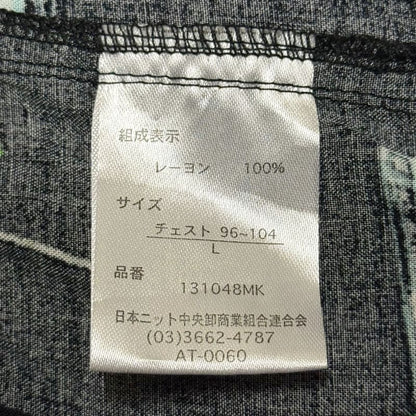 組成表示
レーヨン 100%
サイズ
チェスト 96~104
L
品番
131048MK
日本ニット中央卸商業組合連合会
(03)3662-4787
AT-0060